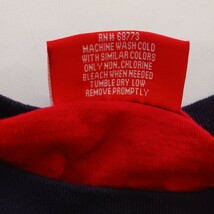 RN# 68773
MACHINE WASH COLD
WITH SIMILAR COLORS
ONLY NON-CHLORINE
BLEACH WHEN NEEDED
TUMBLE DRY LOW
REMOVE PROMPTLY